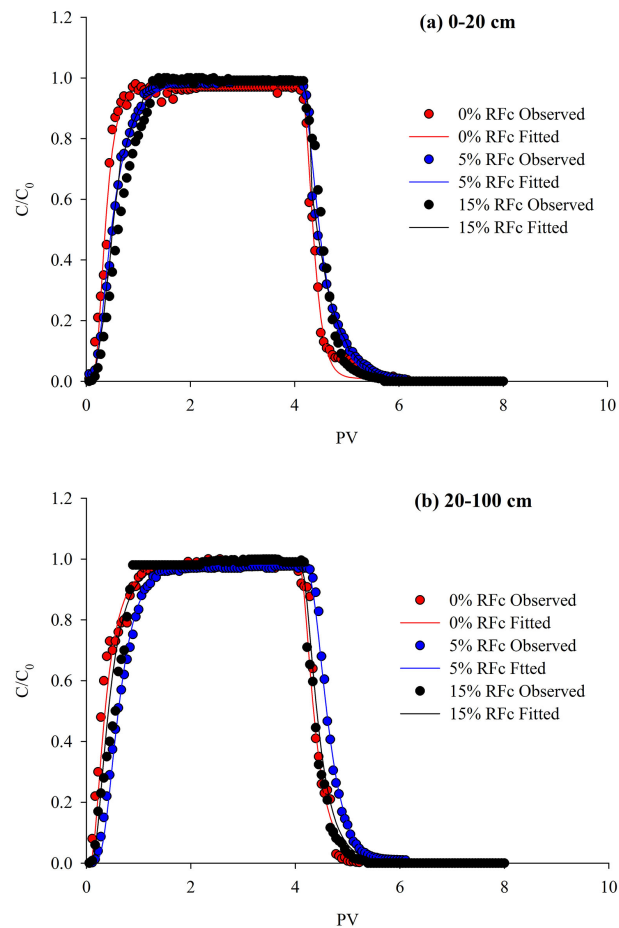 (a) 0-20 cm
1.2
1.0
0.8
0.6
0.4
0.2
0.0
C/C0
0% RFc Observed
0% RFc Fitted
5% RFc Observed
5% RFc Fitted
15% RFc Observed
15% RFc Fitted
0 2 4 6 8 10
PV
(b) 20-100 cm
1.2
1.0
0.8
0.6
0.4
0.2
0.0
C/C0
0% RFc Observed
0% RFc Fitted
5% RFc Observed
5% RFc Ftted
15% RFc Observed
15% RFc Fitted
0 2 4 6 8 10
PV